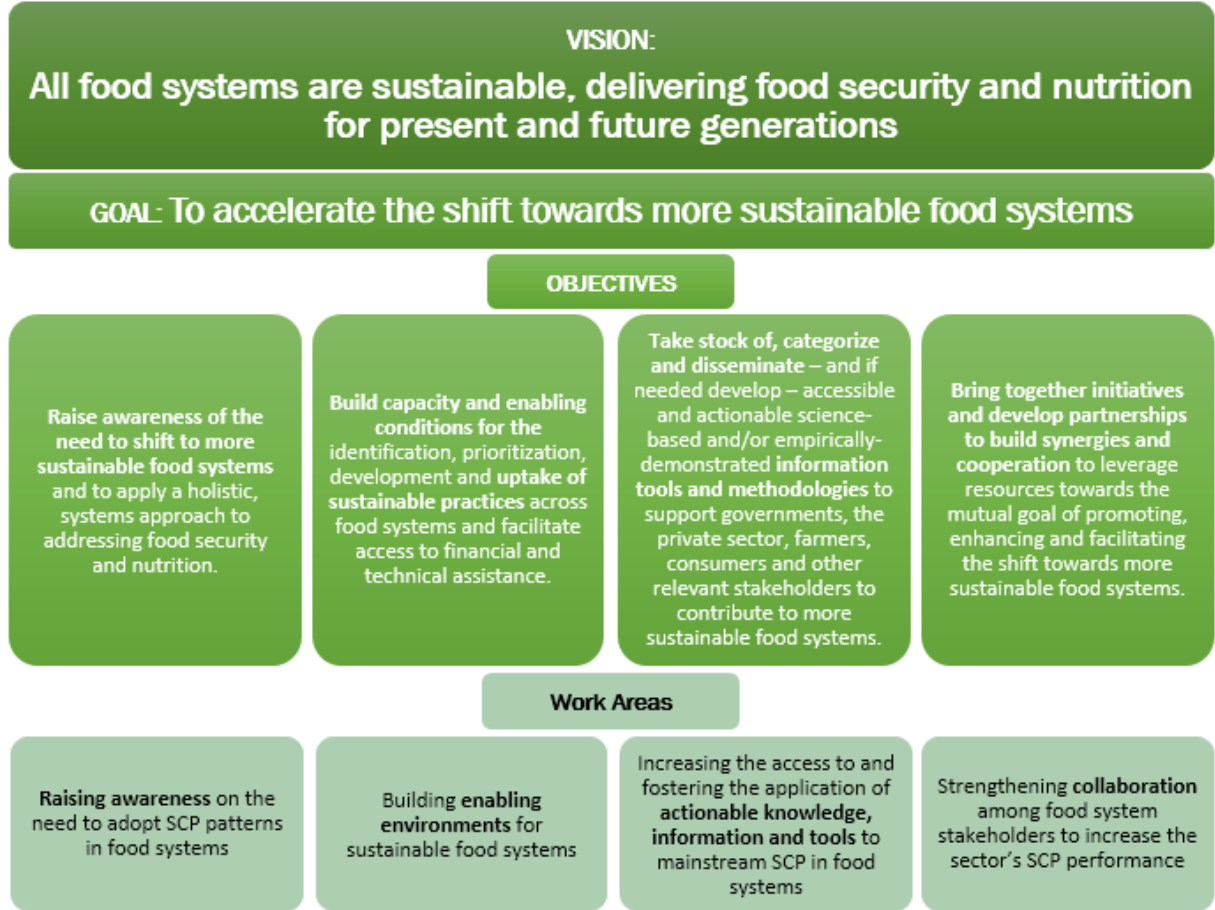 VISION:
All food systems are sustainable, delivering food security and nutrition
for present and future generations
GOAL: To accelerate the shift towards more sustainable food systems
OBJECTIVES
Raise awareness of the
need to shift to more
sustainable food systems
and to apply a holistic,
systems approach to
addressing food security
and nutrition.
Build capacity and enabling
conditions for the
identification, prioritization,
development and uptake of
sustainable practices across
food systems and facilitate
access to financial and
technical assistance.
Take stock of, categorize
and disseminate – and if
needed develop – accessible
and actionable science-
based and/or empirically-
demonstrated information
tools and methodologies to
support governments, the
private sector, farmers,
consumers and other
relevant stakeholders to
contribute to more
sustainable food systems.
Bring together initiatives
and develop partnerships
to build synergies and
cooperation to leverage
resources towards the
mutual goal of promoting,
enhancing and facilitating
the shift towards more
sustainable food systems.
Work Areas
Raising awareness on the
need to adopt SCP patterns
in food systems
Building enabling
environments for
sustainable food systems
Increasing the access to and
fostering the application of
actionable knowledge,
information and tools to
mainstream SCP in food
systems
Strengthening collaboration
among food system
stakeholders to increase the
sector's SCP performance